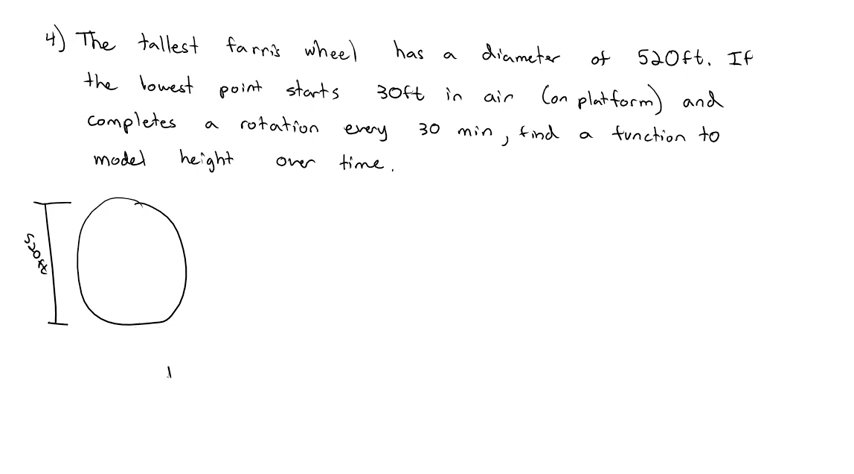 4) The tallest farris wheel has a diameter of 520ft. If
the lowest point starts 30ft in air (on platform) and
completes a rotation every 30 min, find a function to
model height over time.
520ft